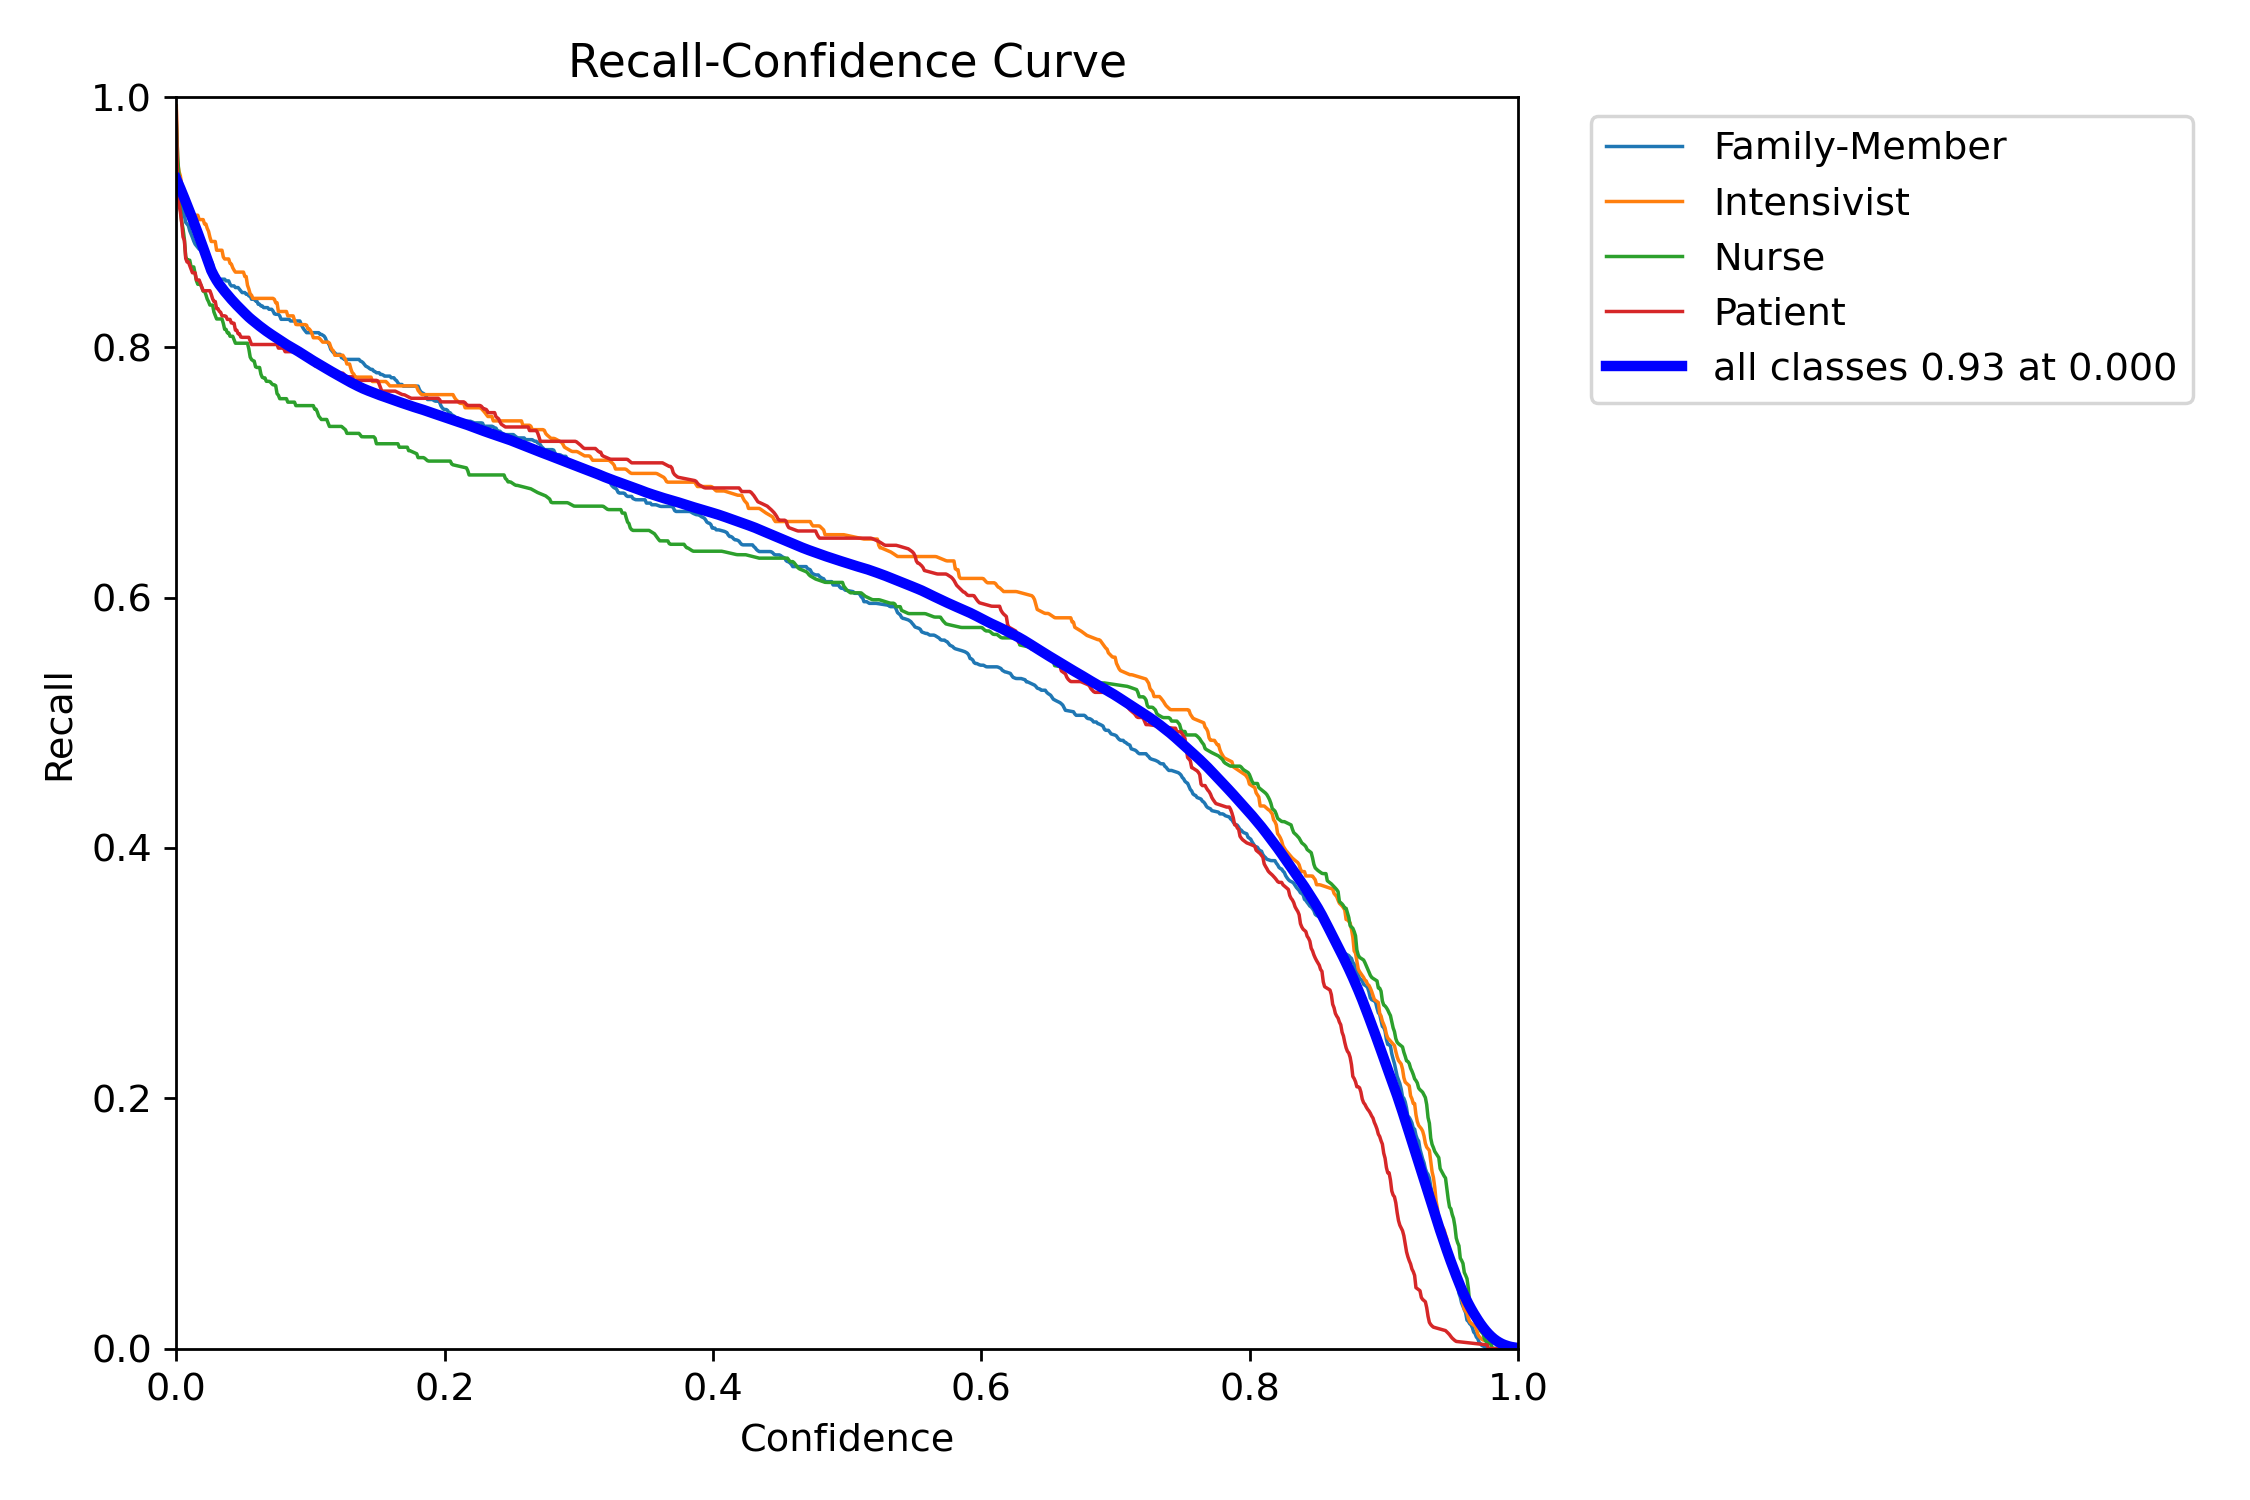 Recall-Confidence Curve
1.0
0.8
0.6
0.4
0.2
0.0
Recall
0.0 0.2 0.4 0.6 0.8 1.0
Confidence
Family-Member
Intensivist
Nurse
Patient
all classes 0.93 at 0.000